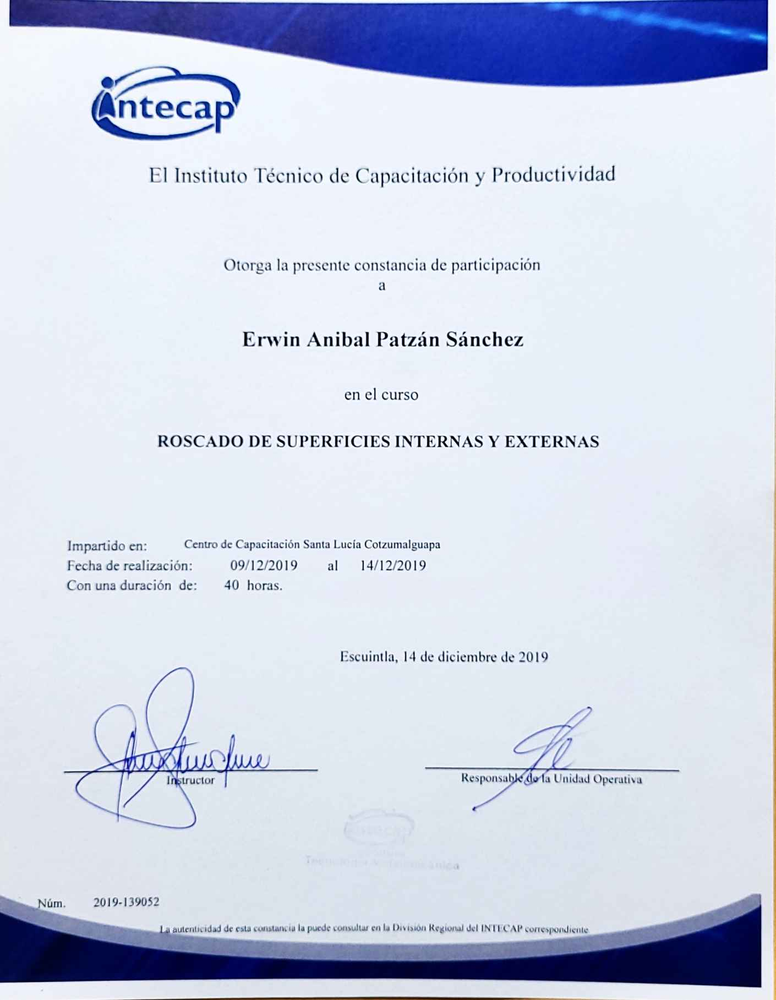 intecap
El Instituto Técnico de Capacitación y Productividad
Otorga la presente constancia de participación
a
Erwin Anibal Patzán Sánchez
en el curso
ROSCADO DE SUPERFICIES INTERNAS Y EXTERNAS
Impartido en: Centro de Capacitación Santa Lucía Cotzumalguapa
Fecha de realización: 09/12/2019 al 14/12/2019
Con una duración de: 40 horas.
Escuintla, 14 de diciembre de 2019
Instructor
Responsable de la Unidad Operativa
intecap
Núm. 2019-139052
La autenticidad de esta constancia la puede consultar en la División Regional del INTECAP correspondiente